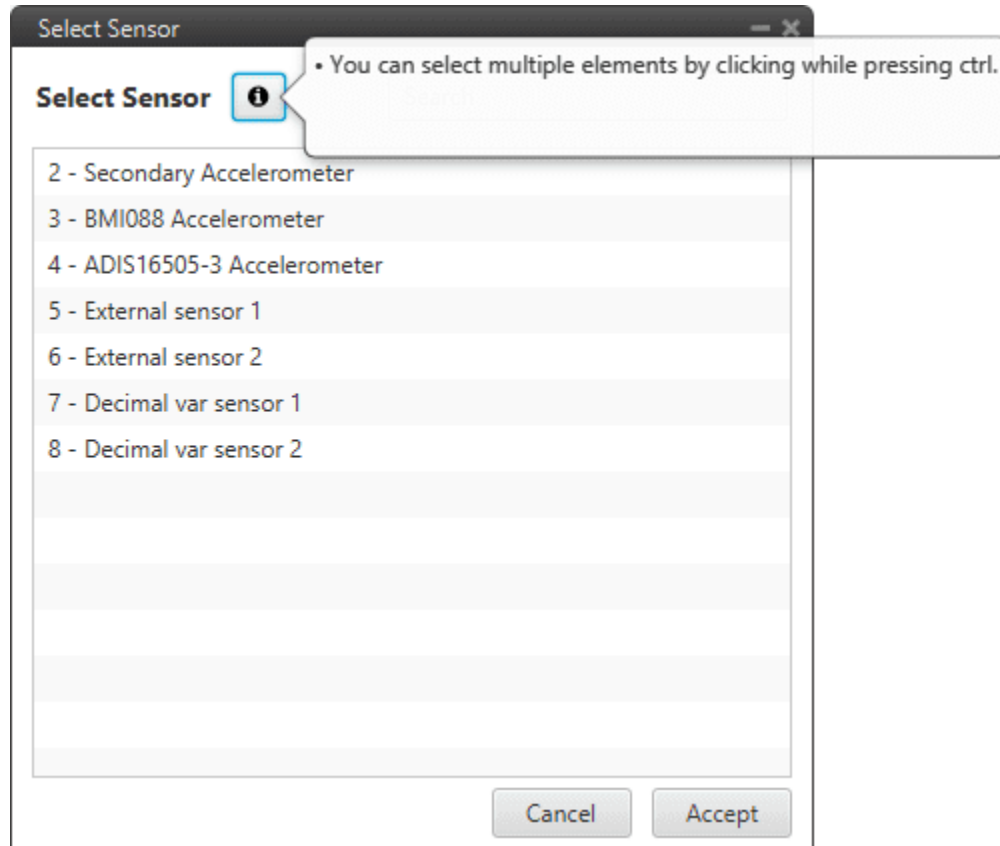 Select Sensor
• You can select multiple elements by clicking while pressing ctrl.
Select Sensor
Search
2 - Secondary Accelerometer
3 - BMI088 Accelerometer
4 - ADIS16505-3 Accelerometer
5 - External sensor 1
6 - External sensor 2
7 - Decimal var sensor 1
8 - Decimal var sensor 2
Cancel Accept